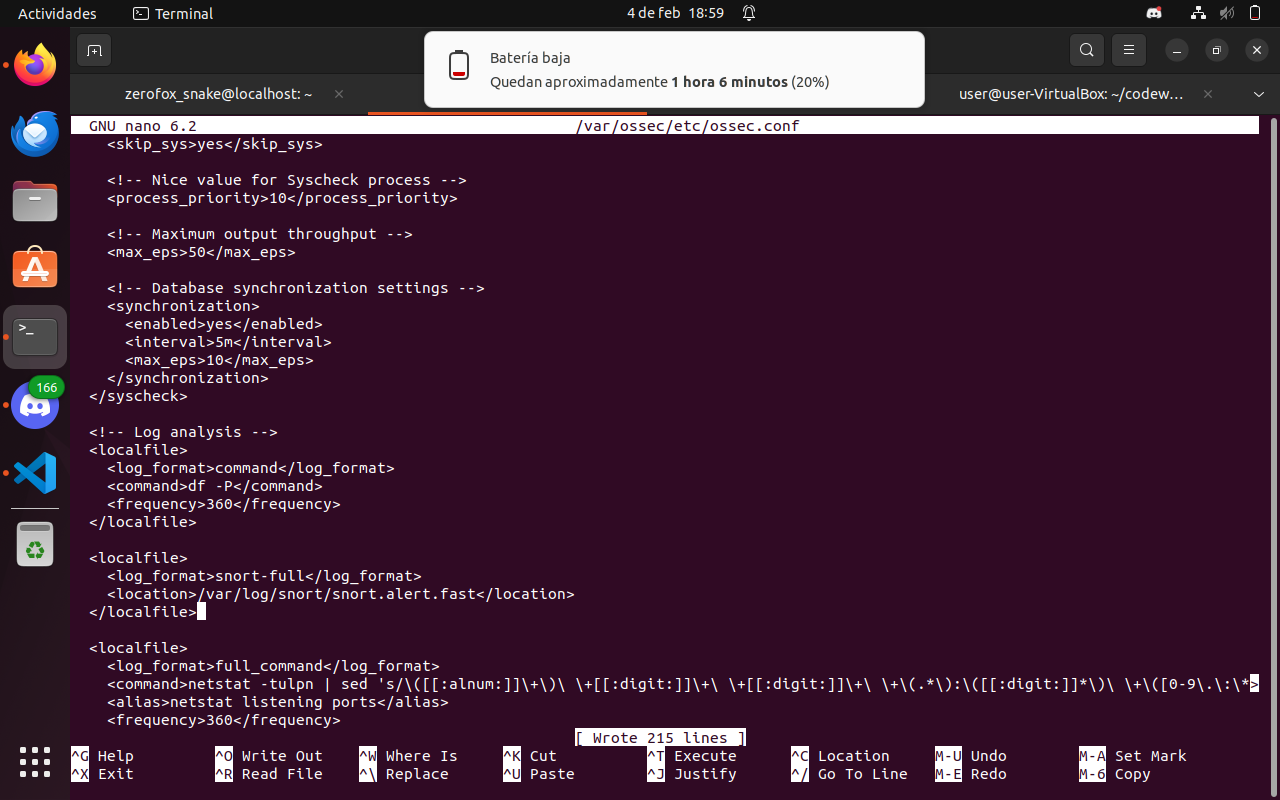 Actividades
Terminal
4 de feb 18:59
Batería baja
Quedan aproximadamente 1 hora 6 minutos (20%)
zerofox_snake@localhost: ~
user@user-VirtualBox: ~/codew...
GNU nano 6.2 /var/ossec/etc/ossec.conf
<skip_sys>yes</skip_sys>
<!-- Nice value for Syscheck process -->
<process_priority>10</process_priority>
<!-- Maximum output throughput -->
<max_eps>50</max_eps>
<!-- Database synchronization settings -->
<synchronization>
<enabled>yes</enabled>
<interval>5m</interval>
<max_eps>10</max_eps>
</synchronization>
</syscheck>
<!-- Log analysis -->
<localfile>
<log_format>command</log_format>
<command>df -P</command>
<frequency>360</frequency>
</localfile>
<localfile>
<log_format>snort-full</log_format>
<location>/var/log/snort/snort.alert.fast</location>
</localfile>
<localfile>
<log_format>full_command</log_format>
<command>netstat -tulpn | sed 's/\([[:alnum:]]\+\)\ \+[[:digit:]]\+\ \+[[:digit:]]\+\ \+\(.*\):\([[:digit:]]*\)\ \+\([0-9\.\:\*>
<alias>netstat listening ports</alias>
<frequency>360</frequency>
[ Wrote 215 lines ]
^G Help ^O Write Out ^W Where Is ^K Cut ^T Execute ^C Location M-U Undo M-A Set Mark
^X Exit ^R Read File ^\ Replace ^U Paste ^J Justify ^/ Go To Line M-E Redo M-6 Copy
166